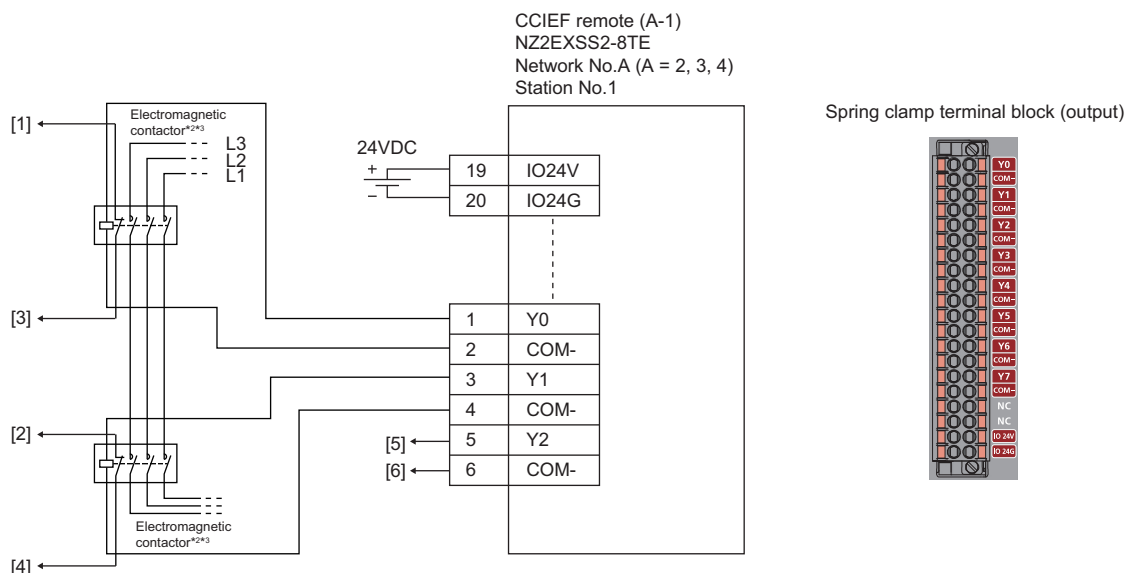 CCIEF remote (A-1)
NZ2EXSS2-8TE
Network No.A (A = 2, 3, 4)
Station No.1
Spring clamp terminal block (output)
[1]
Electromagnetic
contactor*2*3
L3
L2
L1
24VDC
+
−
19 IO24V
20 IO24G
[3]
1 Y0
2 COM-
3 Y1
4 COM-
[2]
[5] 5 Y2
[6] 6 COM-
Electromagnetic
contactor*2*3
[4]
Y0
COM−
Y1
COM−
Y2
COM−
Y3
COM−
Y4
COM−
Y5
COM−
Y6
COM−
Y7
COM−
NC
NC
IO 24V
IO 24G